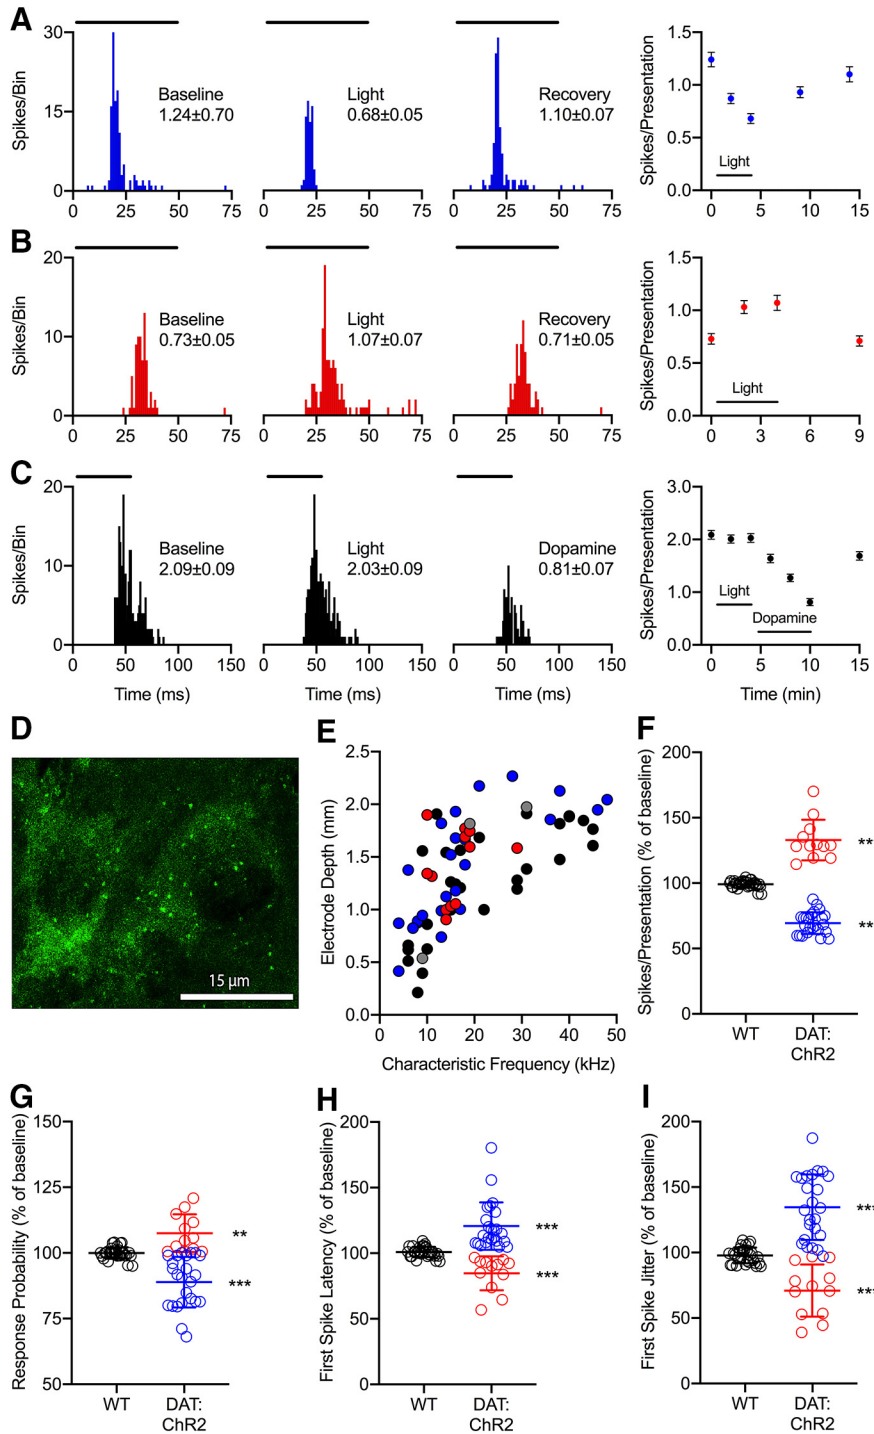 A
Spikes/Bin
30
15
0
Baseline
1.24±0.70
Light
0.68±0.05
Recovery
1.10±0.07
0 25 50 75
0 25 50 75
0 25 50 75
Spikes/Presentation
1.5
1.0
0.5
0.0
Light
0 5 10 15
B
Spikes/Bin
20
10
0
Baseline
0.73±0.05
Light
1.07±0.07
Recovery
0.71±0.05
0 25 50 75
0 25 50 75
0 25 50 75
Spikes/Presentation
1.5
1.0
0.5
0.0
Light
0 3 6 9
C
Spikes/Bin
20
10
0
Baseline
2.09±0.09
Light
2.03±0.09
Dopamine
0.81±0.07
0 50 100 150
0 50 100 150
0 50 100 150
Time (ms)
Time (ms)
Time (ms)
Spikes/Presentation
3.0
2.0
1.0
0.0
Light
Dopamine
0 5 10 15
Time (min)
D
15 µm
E
Electrode Depth (mm)
2.5
2.0
1.5
1.0
0.5
0.0
0 10 20 30 40 50
Characteristic Frequency (kHz)
F
Spikes/Presentation (% of baseline)
200
150
100
50
0
WT
DAT:
ChR2
G
Response Probability (% of baseline)
150
125
100
75
50
**
***
WT
DAT:
ChR2
H
First Spike Latency (% of baseline)
200
150
100
50
0
***
***
WT
DAT:
ChR2
I
First Spike Jitter (% of baseline)
200
150
100
50
0
WT
DAT:
ChR2